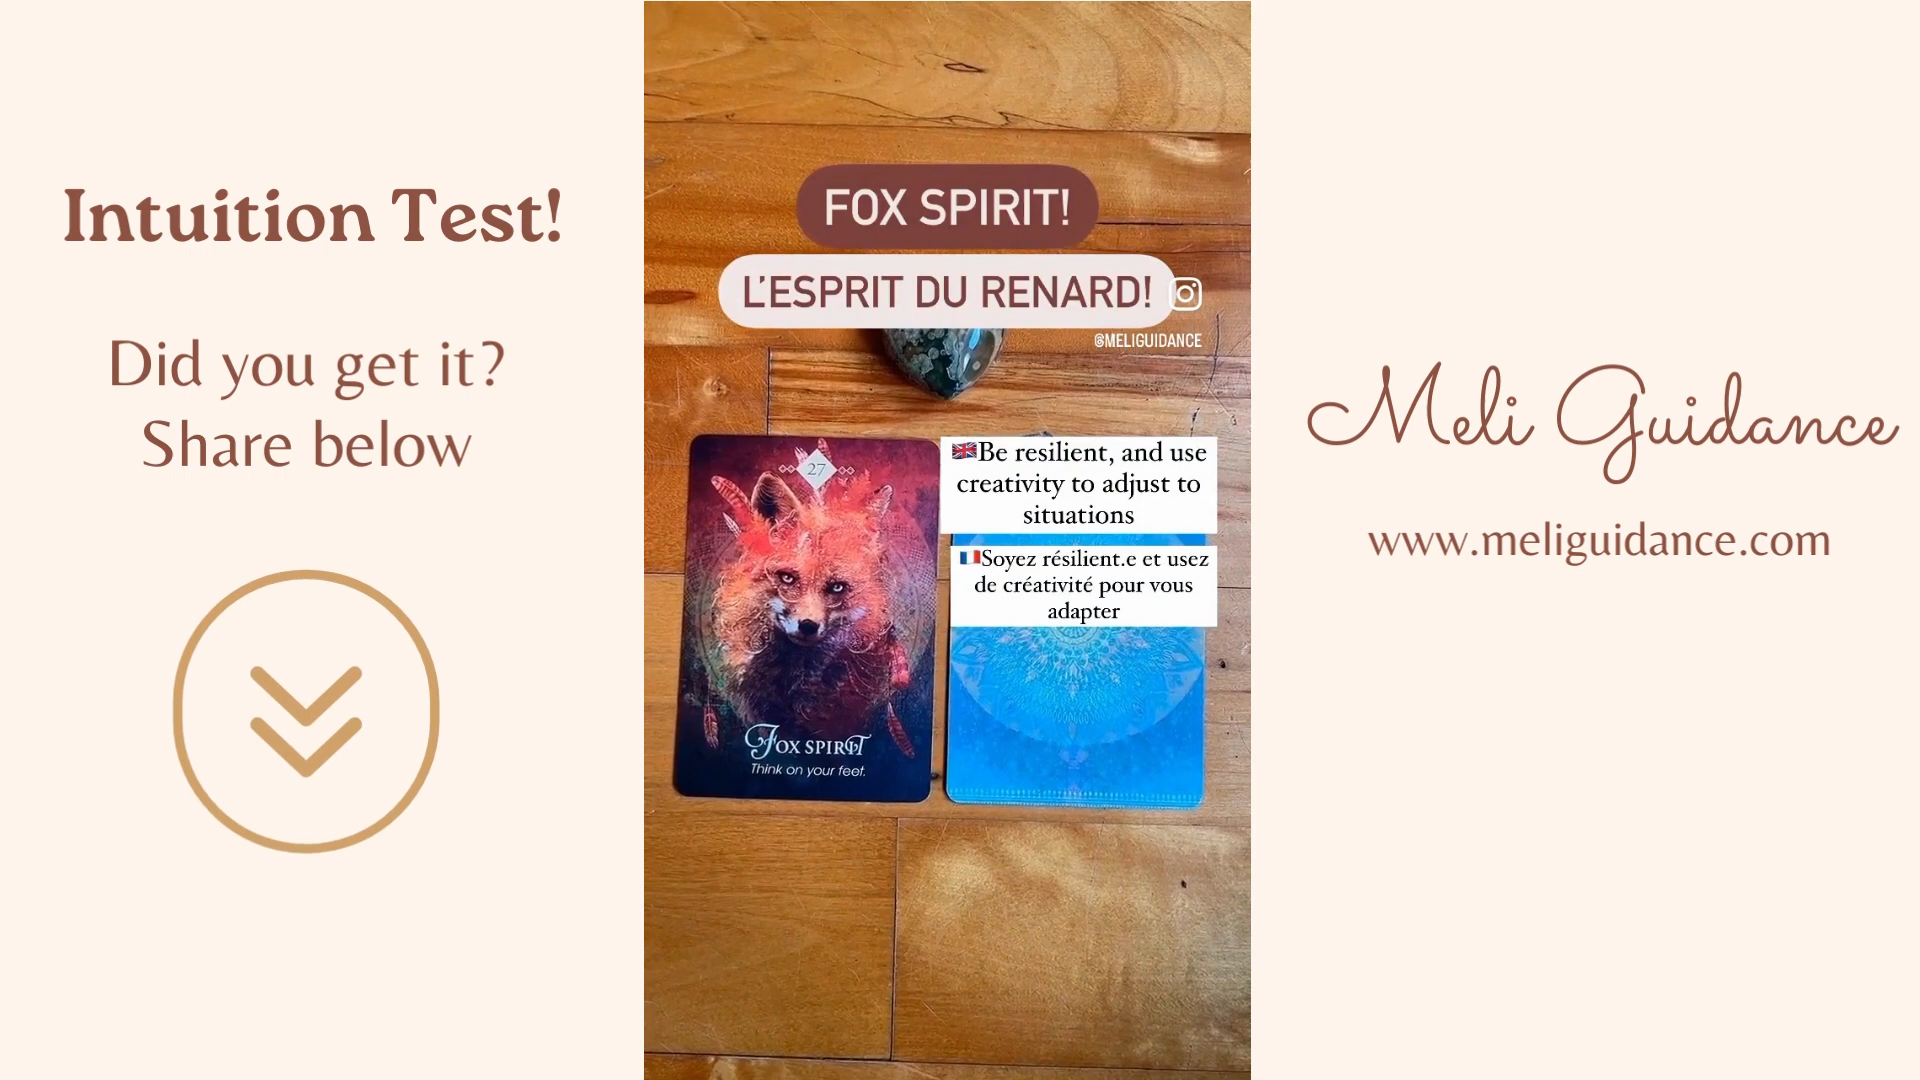 Intuition Test!
Did you get it?
Share below
FOX SPIRIT!
L'ESPRIT DU RENARD!
@MELIGUIDANCE
27
🇬🇧Be resilient, and use
creativity to adjust to
situations
🇫🇷Soyez résilient.e et usez
de créativité pour vous
adapter
FOX SPIRIT
Think on your feet.
Meli Guidance
www.meliguidance.com